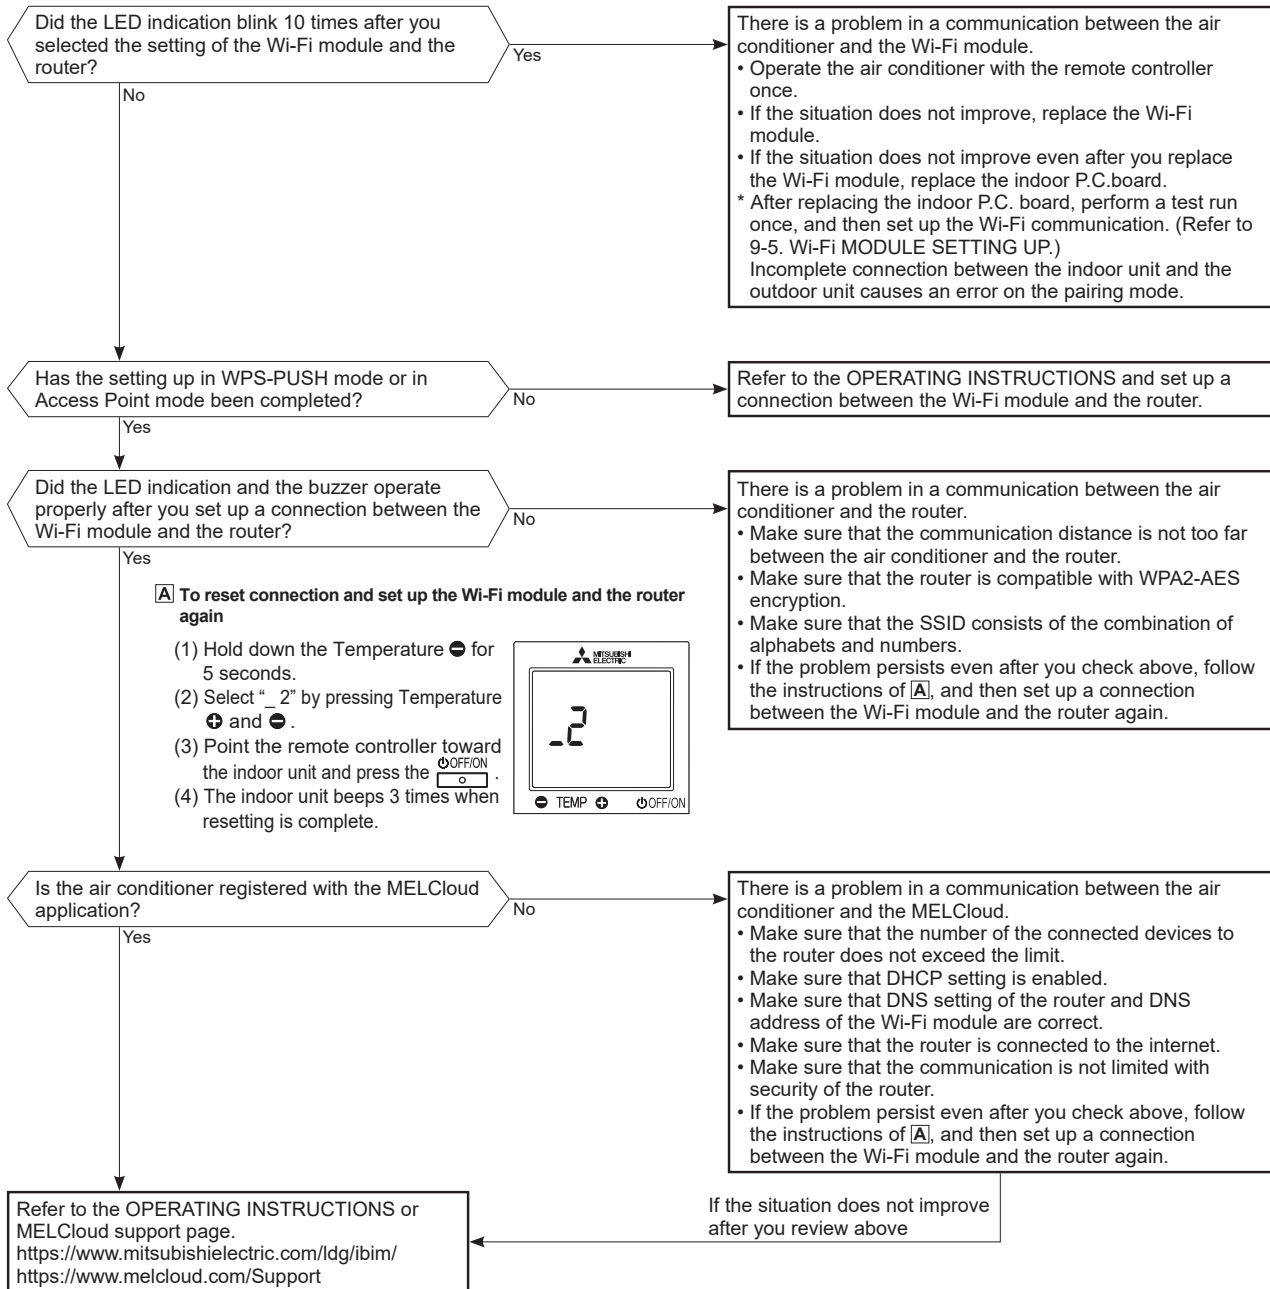 Did the LED indication blink 10 times after you
selected the setting of the Wi-Fi module and the
router?
Yes
No
There is a problem in a communication between the air
conditioner and the Wi-Fi module.
• Operate the air conditioner with the remote controller
once.
• If the situation does not improve, replace the Wi-Fi
module.
• If the situation does not improve even after you replace
the Wi-Fi module, replace the indoor P.C.board.
* After replacing the indoor P.C. board, perform a test run
once, and then set up the Wi-Fi communication. (Refer to
9-5. Wi-Fi MODULE SETTING UP.)
Incomplete connection between the indoor unit and the
outdoor unit causes an error on the pairing mode.
Has the setting up in WPS-PUSH mode or in
Access Point mode been completed?
No
Yes
Refer to the OPERATING INSTRUCTIONS and set up a
connection between the Wi-Fi module and the router.
Did the LED indication and the buzzer operate
properly after you set up a connection between the
Wi-Fi module and the router?
No
Yes
There is a problem in a communication between the air
conditioner and the router.
• Make sure that the communication distance is not too far
between the air conditioner and the router.
• Make sure that the router is compatible with WPA2-AES
encryption.
• Make sure that the SSID consists of the combination of
alphabets and numbers.
• If the problem persists even after you check above, follow
the instructions of A, and then set up a connection
between the Wi-Fi module and the router again.
A To reset connection and set up the Wi-Fi module and the router
again
(1) Hold down the Temperature ⊖ for
5 seconds.
(2) Select “_ 2” by pressing Temperature
⊕ and ⊖ .
(3) Point the remote controller toward
the indoor unit and press the ⏻OFF/ON .
(4) The indoor unit beeps 3 times when
resetting is complete.
MITSUBISHI
ELECTRIC
_2
⊖ TEMP ⊕ ⏻OFF/ON
Is the air conditioner registered with the MELCloud
application?
No
Yes
There is a problem in a communication between the air
conditioner and the MELCloud.
• Make sure that the number of the connected devices to
the router does not exceed the limit.
• Make sure that DHCP setting is enabled.
• Make sure that DNS setting of the router and DNS
address of the Wi-Fi module are correct.
• Make sure that the router is connected to the internet.
• Make sure that the communication is not limited with
security of the router.
• If the problem persist even after you check above, follow
the instructions of A, and then set up a connection
between the Wi-Fi module and the router again.
If the situation does not improve
after you review above
Refer to the OPERATING INSTRUCTIONS or
MELCloud support page.
https://www.mitsubishielectric.com/ldg/ibim/
https://www.melcloud.com/Support